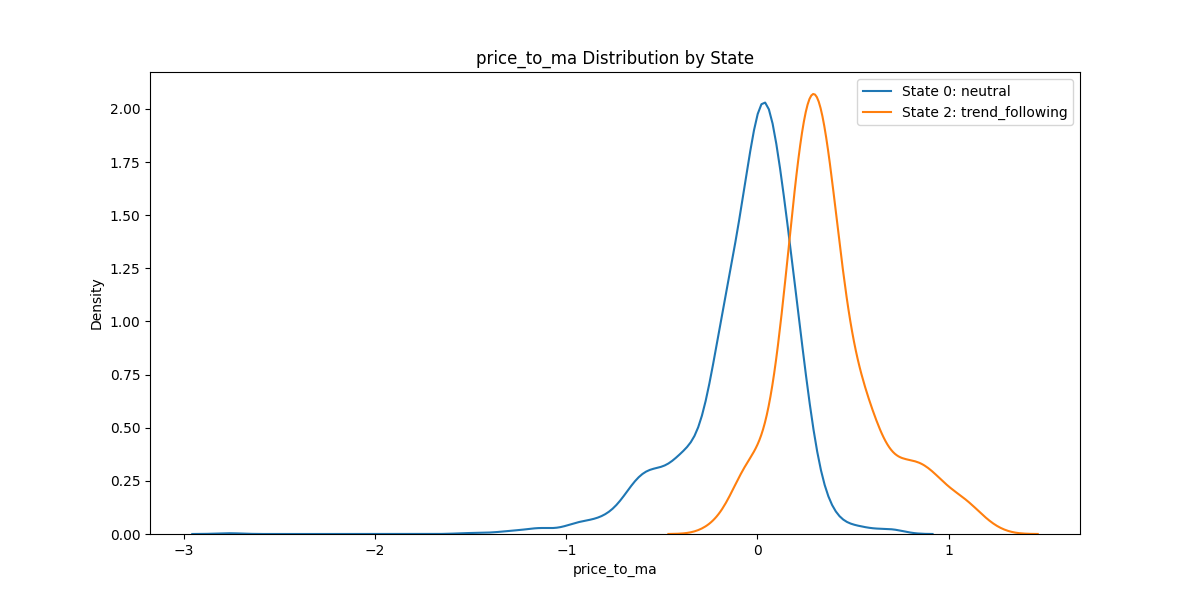 price_to_ma Distribution by State
State 0: neutral
State 2: trend_following
Density
2.00
1.75
1.50
1.25
1.00
0.75
0.50
0.25
0.00
−3
−2
−1
0
1
price_to_ma